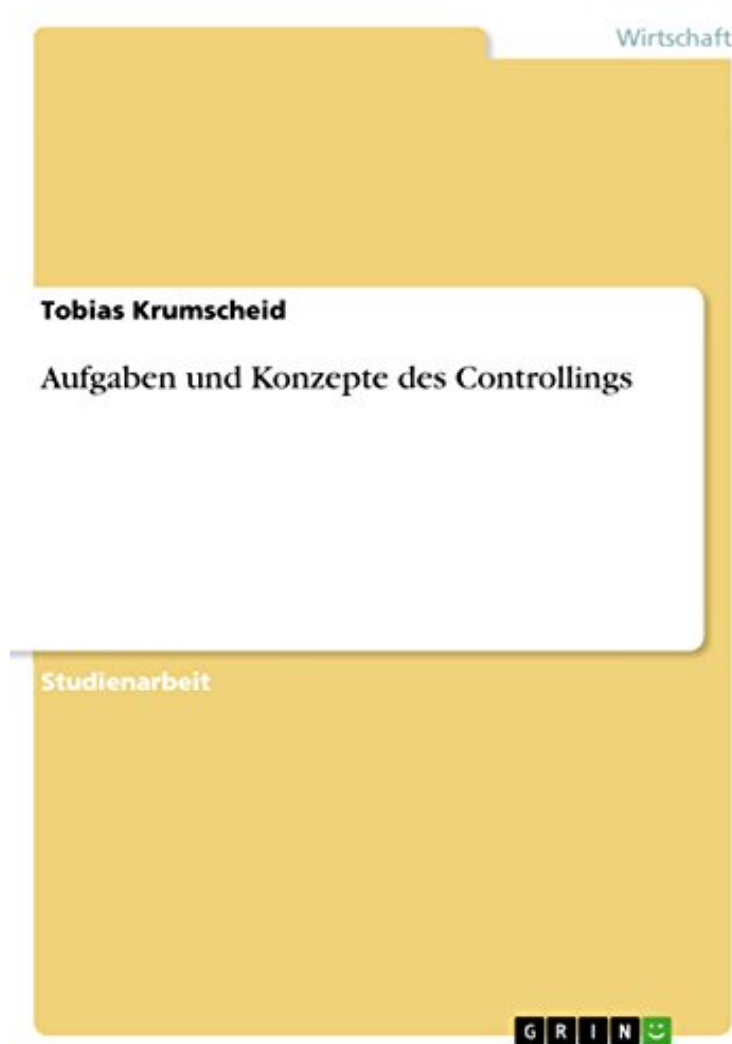 Wirtschaft
Tobias Krumscheid
Aufgaben und Konzepte des Controllings
Studienarbeit
GRIN